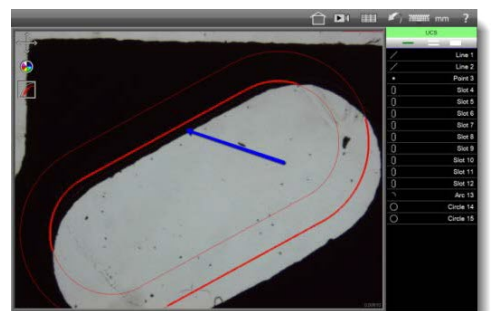 mm ?
UCS
Line 1
Line 2
Point 3
Slot 4
Slot 5
Slot 6
Slot 7
Slot 8
Slot 9
Slot 10
Slot 11
Slot 12
Arc 13
Circle 14
Circle 15